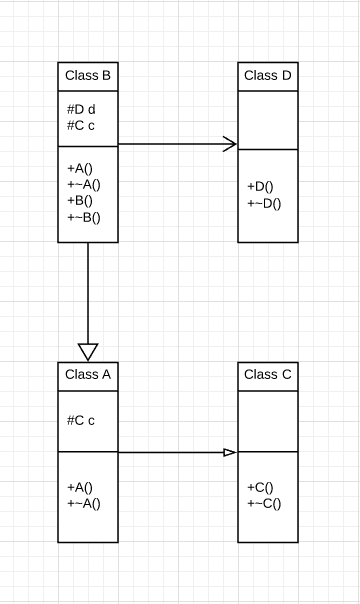 Class B
#D d
#C c
+A()
+~A()
+B()
+~B()
Class D
+D()
+~D()
Class A
#C c
+A()
+~A()
Class C
+C()
+~C()